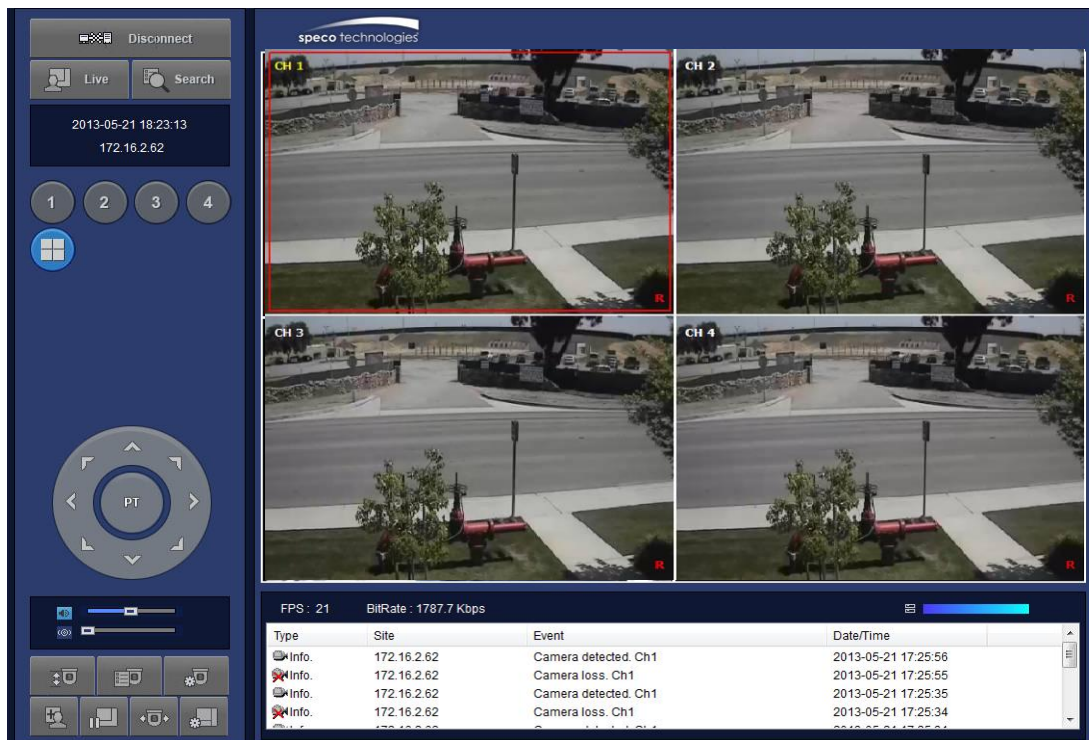 Disconnect
speco technologies
Live
Search
2013-05-21 18:23:13
172.16.2.62
1 2 3 4
CH 1
CH 2
R
R
CH 3
CH 4
R
R
PT
FPS : 21 BitRate : 1787.7 Kbps
Type Site Event Date/Time
Info. 172.16.2.62 Camera detected. Ch1 2013-05-21 17:25:56
Info. 172.16.2.62 Camera loss. Ch1 2013-05-21 17:25:55
Info. 172.16.2.62 Camera detected. Ch1 2013-05-21 17:25:35
Info. 172.16.2.62 Camera loss. Ch1 2013-05-21 17:25:34